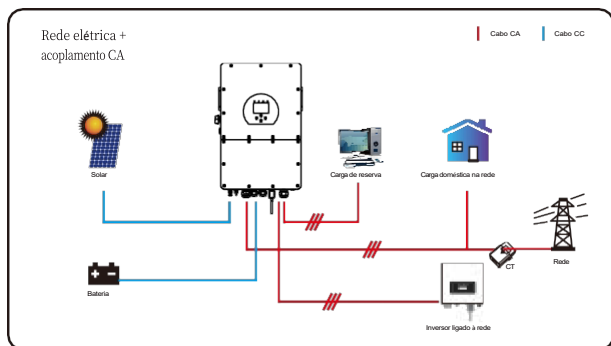 Rede elétrica +
acoplamento CA
Cabo CA
Cabo CC
Solar
Carga de reserva
Carga doméstica na rede
CT
Rede
Bateria
Inversor ligado à rede